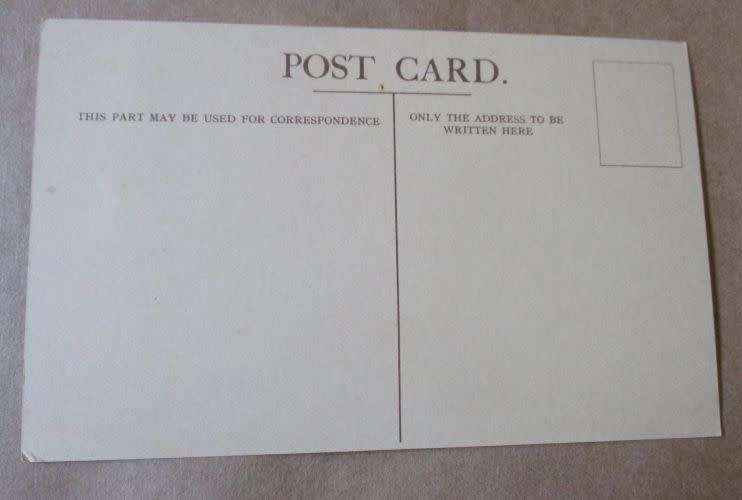 POST CARD.
THIS PART MAY BE USED FOR CORRESPONDENCE
ONLY THE ADDRESS TO BE
WRITTEN HERE